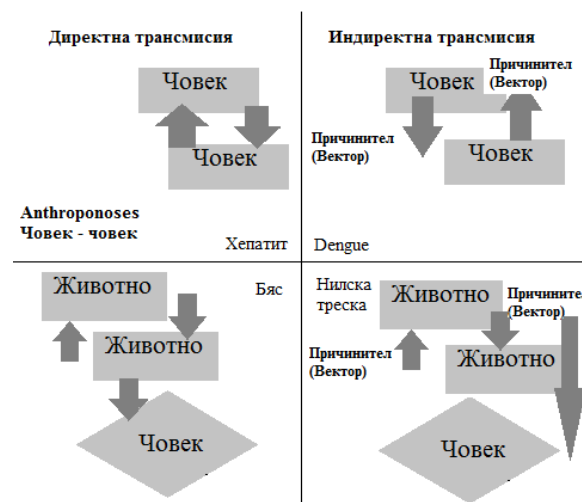 Директна трансмисия
Човек
Човек
Anthroponoses
Човек - човек
Хепатит
Индиректна трансмисия
Причинител
(Вектор)
Човек
Причинител
(Вектор)
Човек
Dengue
Животно
Бяс
Животно
Човек
Нилска
треска
Животно
Причинител
(Вектор)
Причинител
(Вектор)
Животно
Човек